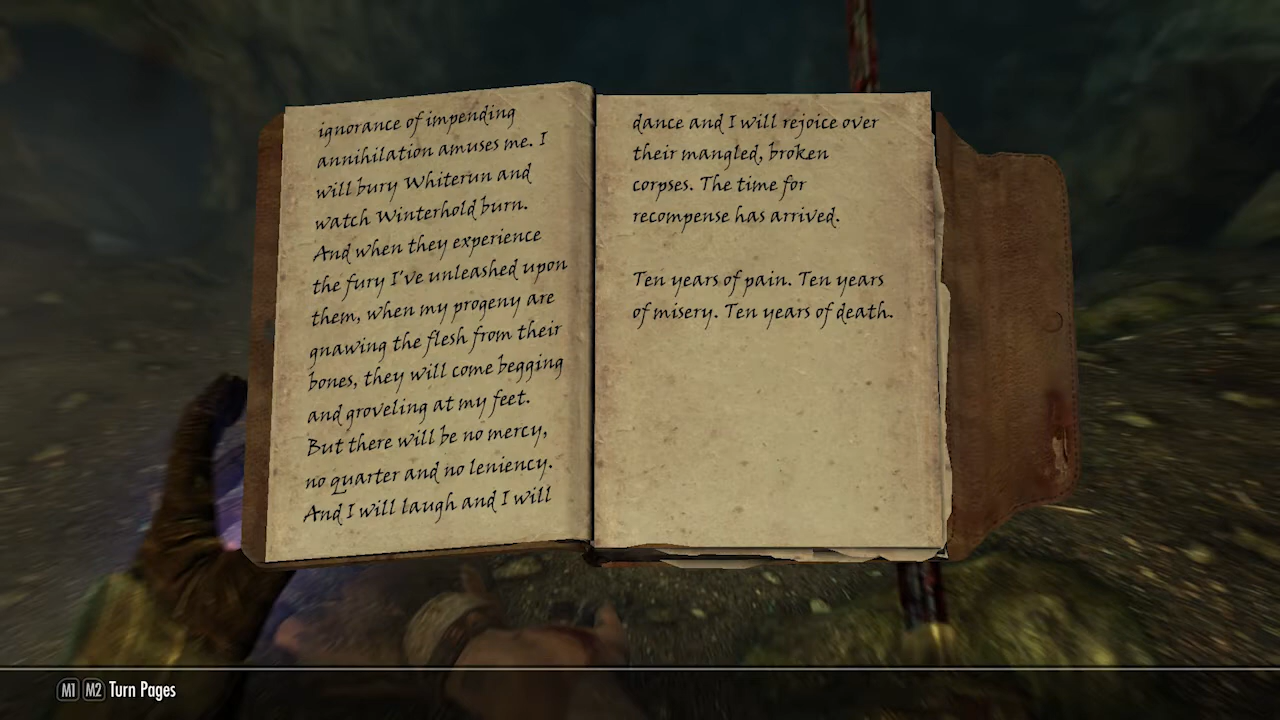 ignorance of impending
annihilation amuses me. I
will bury Whiterun and
watch Winterhold burn.
And when they experience
the fury I've unleashed upon
them, when my progeny are
gnawing the flesh from their
bones, they will come begging
and groveling at my feet.
But there will be no mercy,
no quarter and no leniency.
And I will laugh and I will
dance and I will rejoice over
their mangled, broken
corpses. The time for
recompense has arrived.
Ten years of pain. Ten years
of misery. Ten years of death.
M1 M2 Turn Pages